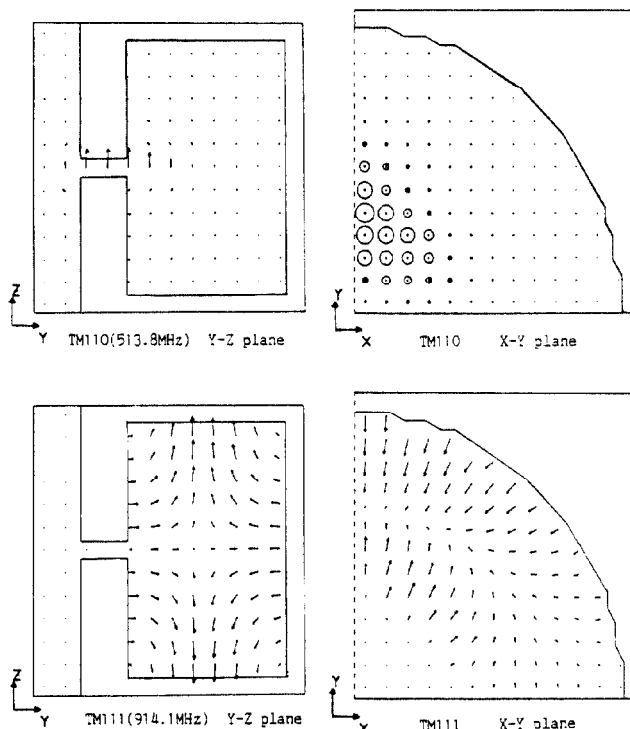 Z
Y
TM110(513.8MHz) Y-Z plane
Y
X
TM110 X-Y plane
Z
Y
TM111(914.1MHz) Y-Z plane
Y
X
TM111 X-Y plane